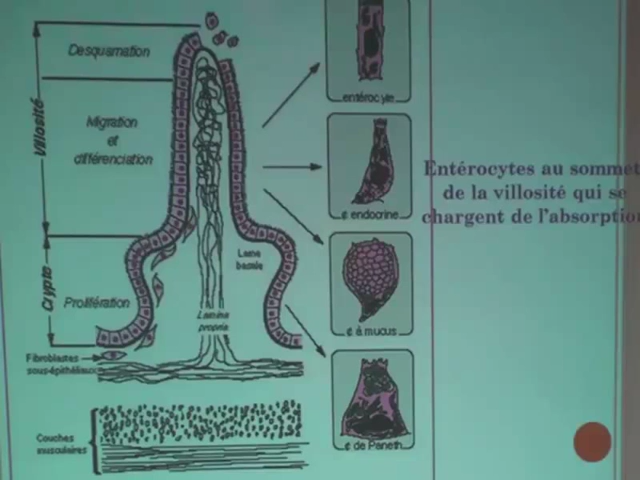 Desquamation
Villosité
Migration
et
différenciation
Crypte
Prolifération
Lame
basale
Lamina
propria
Fibroblastes
sous-épithéliaux
Couches
musculaires
entérocyte
¢ endocrine
¢ à mucus
¢ de Paneth
Entérocytes au sommet
de la villosité qui se
chargent de l'absorption